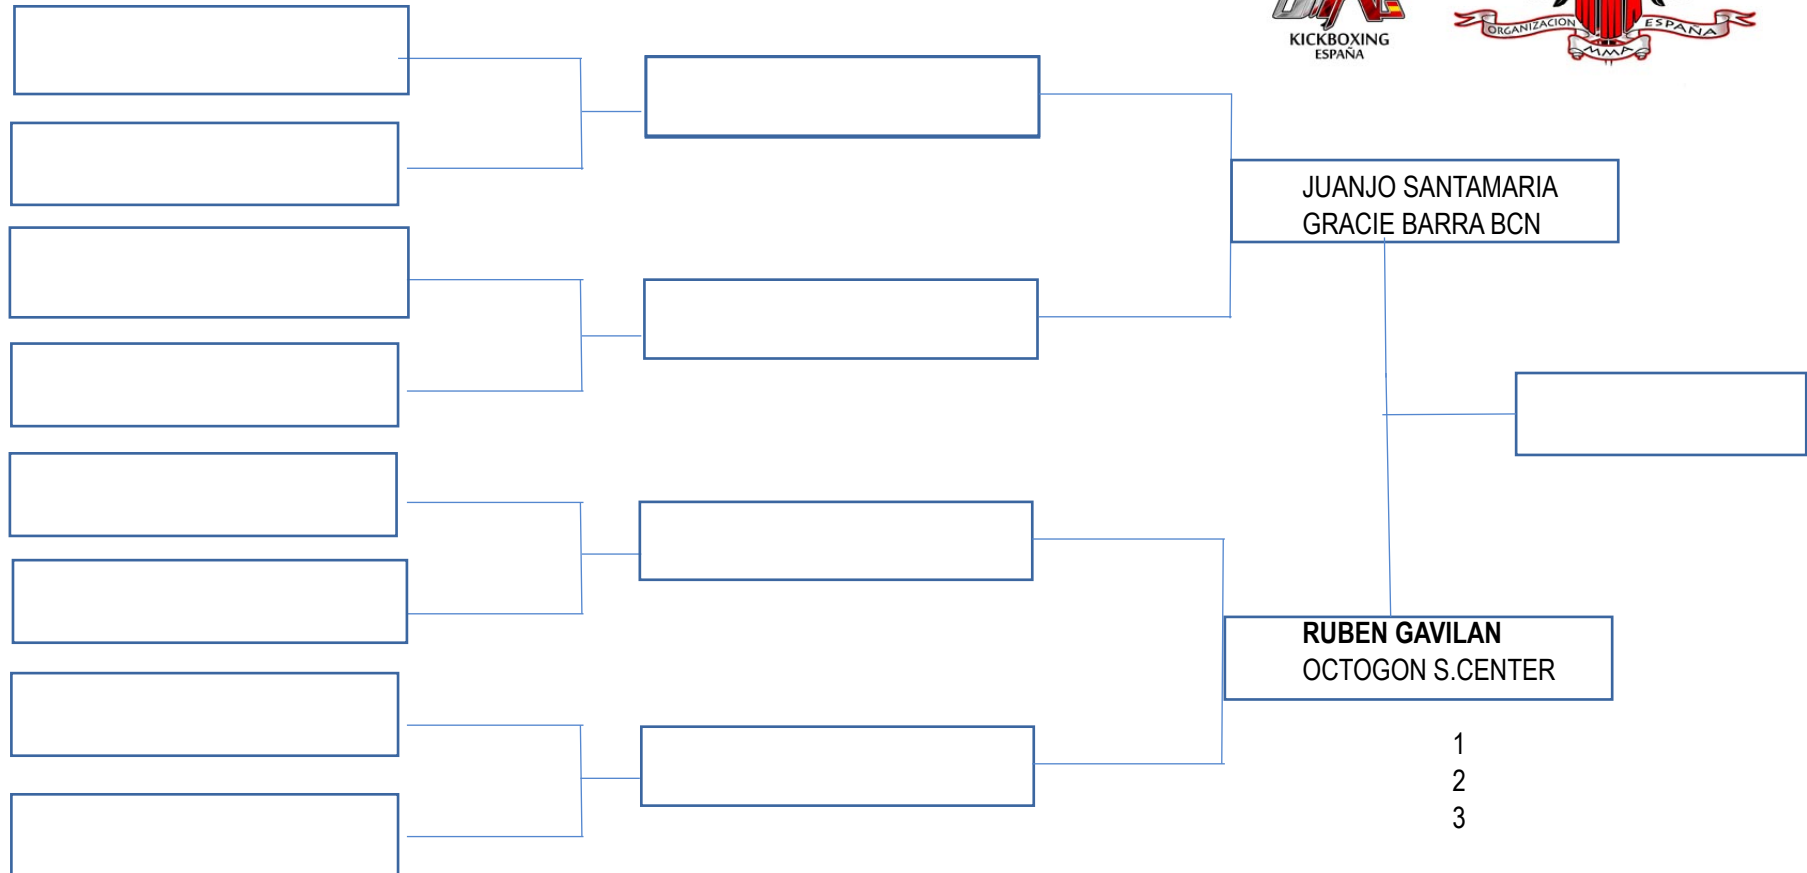 KICKBOXING
ESPAÑA
ORGANIZACION ESPAÑA
MMA
JUANJO SANTAMARIA
GRACIE BARRA BCN
RUBEN GAVILAN
OCTOGON S.CENTER
1
2
3